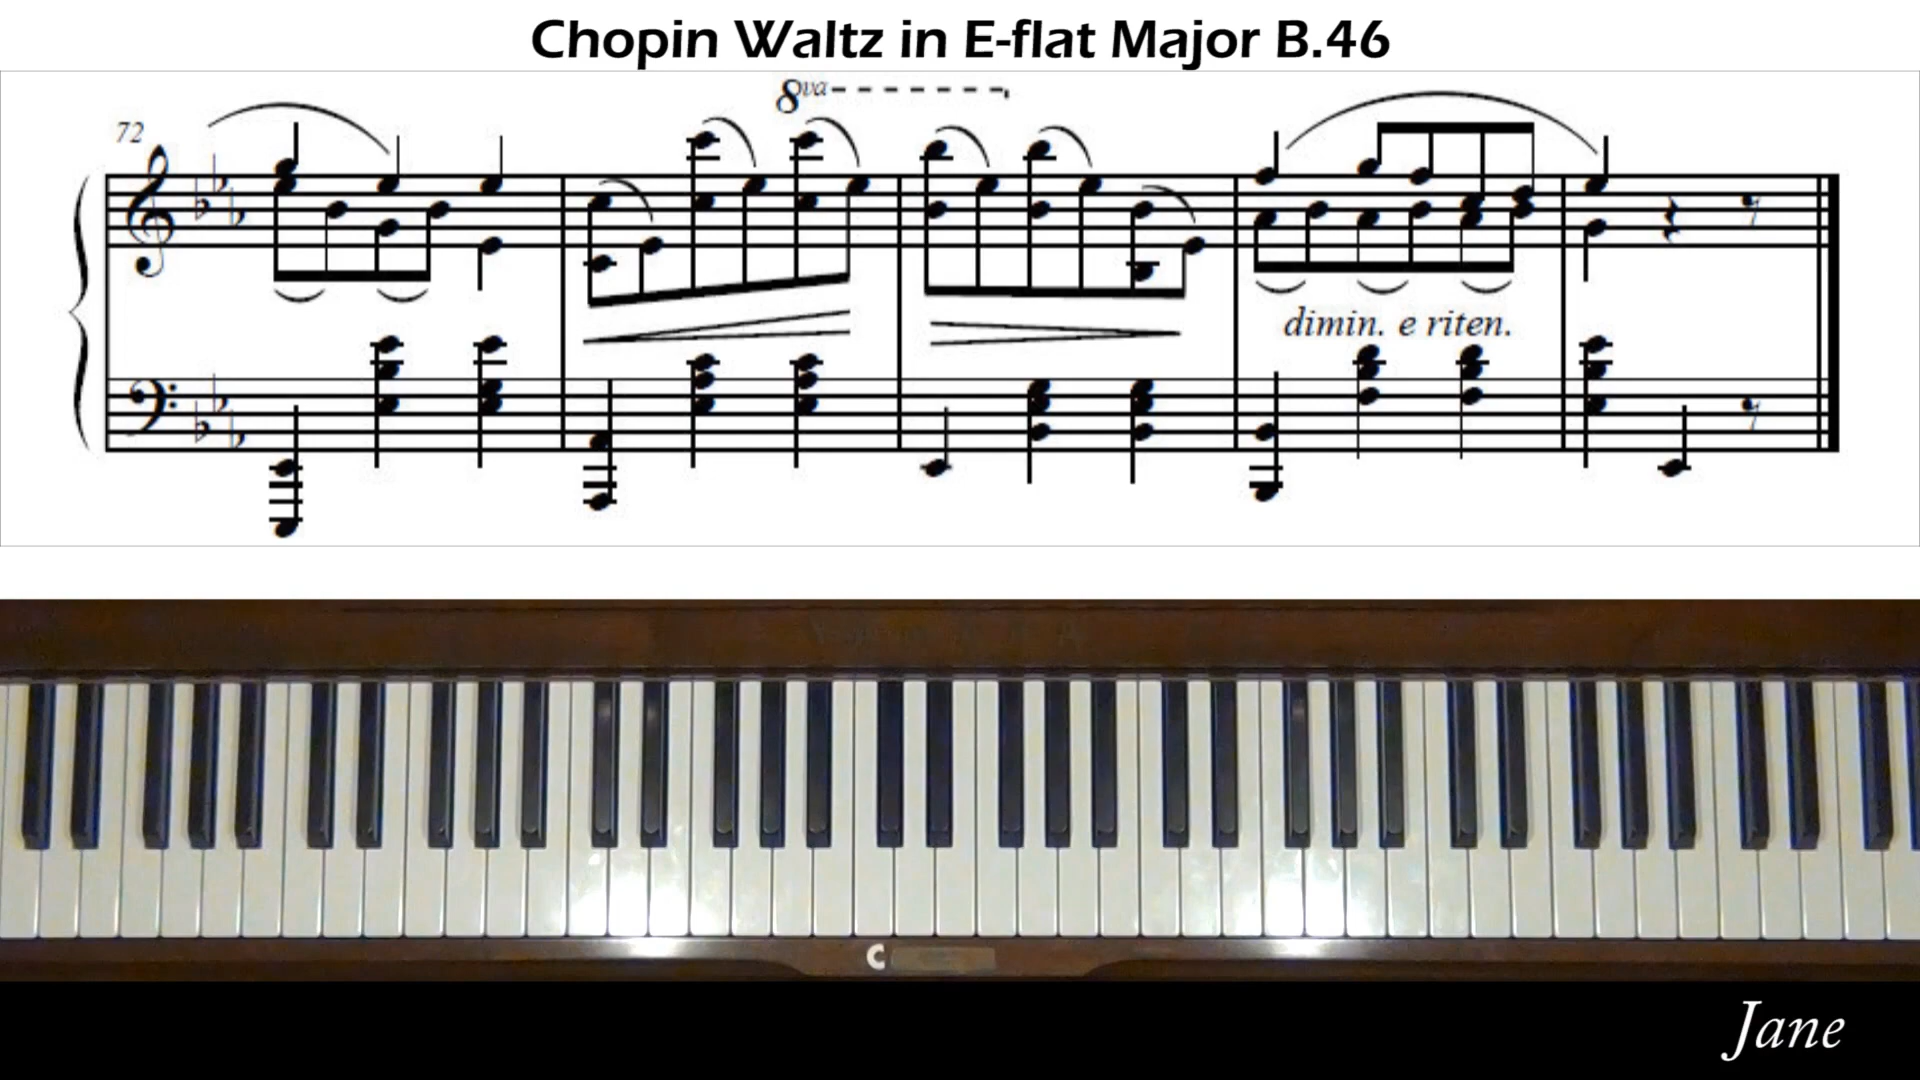 Chopin Waltz in E-flat Major B.46
8va
72
dimin. e riten.
C
Jane